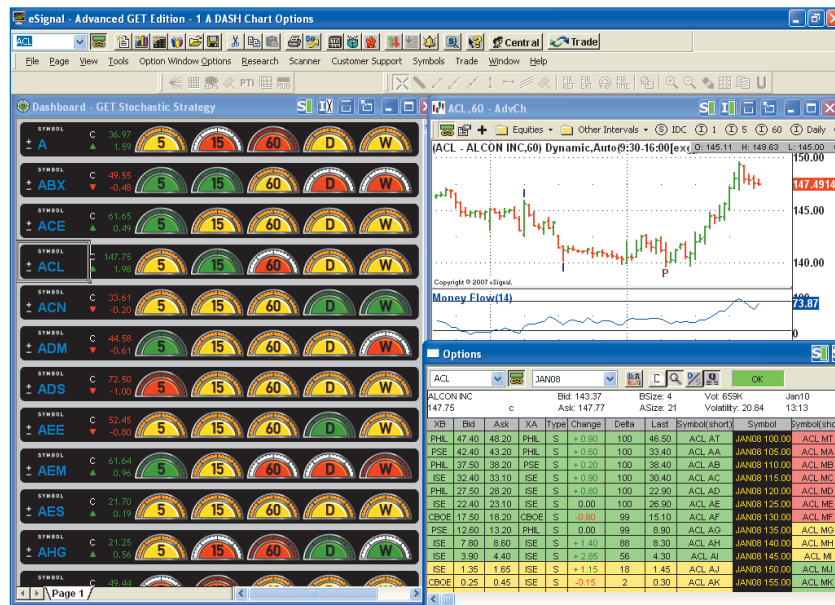 eSignal - Advanced GET Edition - 1 A DASH Chart Options
ACL
Central
Trade
File Page View Tools Option Window Options Research Scanner Customer Support Symbols Trade Window Help
PTI
MOB
Dashboard - GET Stochastic Strategy
SYMBOL C 36.97
A 1.59 5 15 60 D W
SYMBOL C 49.55
ABX -0.48 5 15 60 D W
SYMBOL C 61.65
ACE 0.49 5 15 60 D W
SYMBOL 147.75
ACL 1.98 5 15 60 D W
SYMBOL C 33.61
ACN -0.20 5 15 60 D W
SYMBOL C 44.58
ADM -0.61 5 15 60 D W
SYMBOL C 72.50
ADS -1.00 5 15 60 D W
SYMBOL C 52.45
AEE -0.80 5 15 60 D W
SYMBOL C 61.64
AEM 0.96 5 15 60 D W
SYMBOL C 21.70
AES 0.19 5 15 60 D W
SYMBOL C 21.25
AHG 0.56 5 15 60 D W
SYMBOL C 49.44
Page 1
ACL,60 - AdvCh
Equities Other Intervals IDC 1 5 60 Daily
(ACL - ALCON INC,60) Dynamic,Auto(9:30-16:00[ex O: 145.11 H: 149.63 L: 145.00
150.00
147.4914
145.00
140.00
I
I
P
Copyright © 2007 eSignal.
Money Flow(14)
73.87
0
Options
ACL JAN08 OK
ALCON INC Bid: 143.37 BSize: 4 Vol: 659K Jan10
147.75 c Ask: 147.77 ASize: 21 Volatility: 20.84 13:13
XB Bid Ask XA Type Change Delta Last Symbol(short) Symbol Symbol(sho
PHIL 47.40 48.20 PHIL S + 0.90 100 46.50 ACL AT JAN08 100.00 ACL MT
PSE 42.40 43.20 PHIL S + 0.60 100 33.40 ACL AA JAN08 105.00 ACL MA
PHIL 37.50 38.20 PSE S + 0.20 100 38.40 ACL AB JAN08 110.00 ACL MB
ISE 32.40 33.10 ISE S + 0.90 100 30.40 ACL AC JAN08 115.00 ACL MC
PHIL 27.50 28.20 ISE S + 0.80 100 22.90 ACL AD JAN08 120.00 ACL MD
ISE 22.40 23.10 ISE S 0.00 100 26.90 ACL AE JAN08 125.00 ACL ME
CBOE 17.50 18.20 CBOE S -0.80 99 15.10 ACL AF JAN08 130.00 ACL MF
PSE 12.60 13.20 PHIL S 0.00 99 8.90 ACL AG JAN08 135.00 ACL MG
ISE 7.80 8.60 ISE S + 1.40 88 8.30 ACL AH JAN08 140.00 ACL MH
ISE 3.90 4.40 ISE S + 2.85 56 4.30 ACL AI JAN08 145.00 ACL MI
ISE 1.35 1.65 ISE S + 1.15 18 1.45 ACL AJ JAN08 150.00 ACL MJ
CBOE 0.25 0.45 ISE S -0.15 2 0.30 ACL AK JAN08 155.00 ACL MK